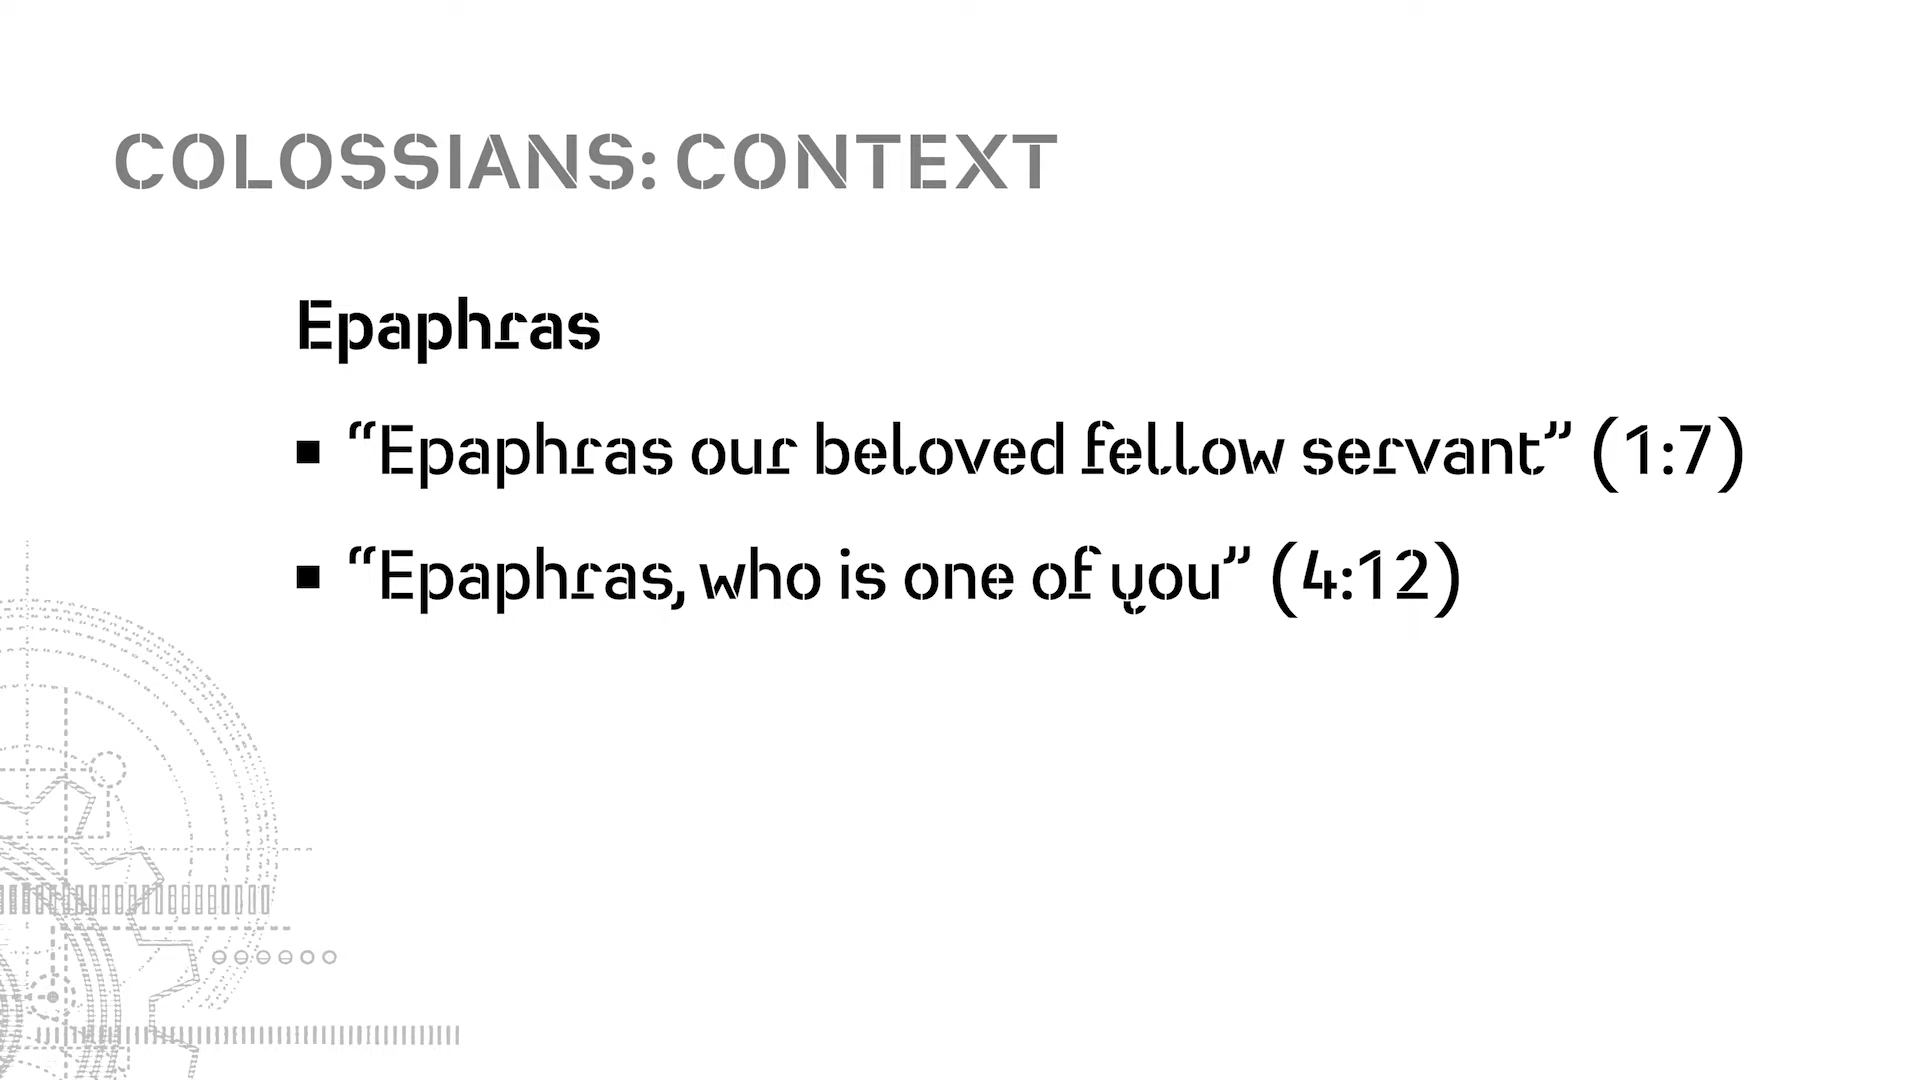 COLOSSIANS: CONTEXT
Epaphras
▪ “Epaphras our beloved fellow servant” (1:7)
▪ “Epaphras, who is one of you” (4:12)